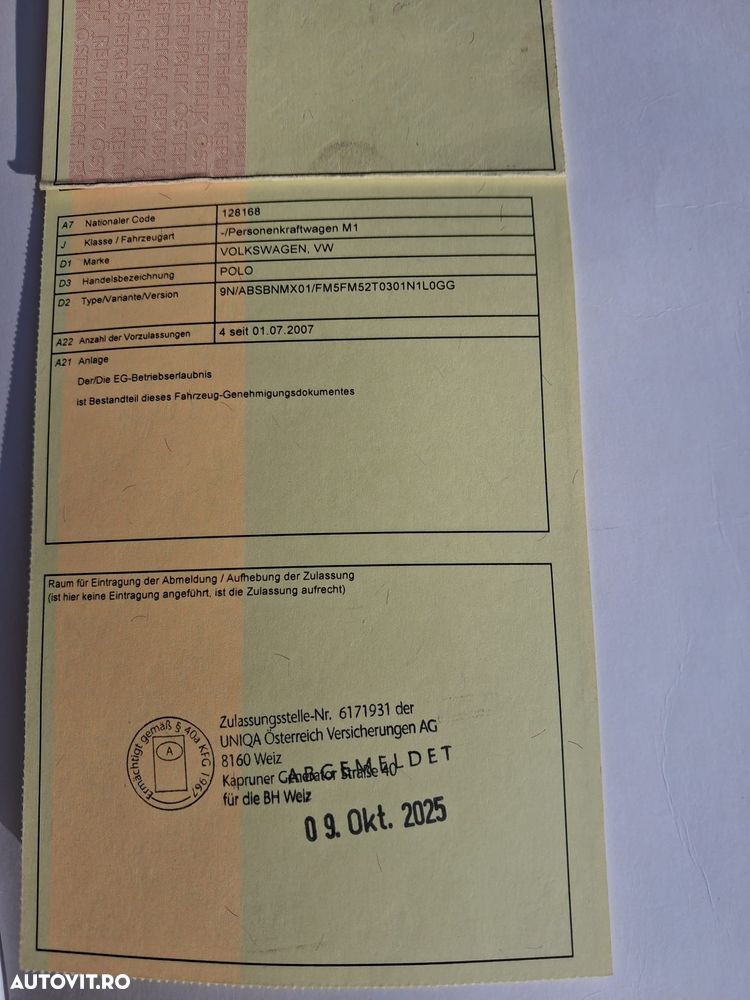 REPUBLIK ÖSTERREICH
A7 Nationaler Code 128168
J Klasse / Fahrzeugart -/Personenkraftwagen M1
D1 Marke VOLKSWAGEN, VW
D3 Handelsbezeichnung POLO
D2 Type/Variante/Version 9N/ABSBNMX01/FM5FM52T0301N1L0GG
A22 Anzahl der Vorzulassungen 4 seit 01.07.2007
A21 Anlage
Der/Die EG-Betriebserlaubnis
ist Bestandteil dieses Fahrzeug-Genehmigungsdokumentes
Raum für Eintragung der Abmeldung / Aufhebung der Zulassung
(ist hier keine Eintragung angeführt, ist die Zulassung aufrecht)
Ermächtigt gemäß § 40a KFG 1967
A
Zulassungsstelle-Nr. 6171931 der
UNIQA Österreich Versicherungen AG
8160 Weiz
Kapruner Generator Straße 40
ABGEMELDET
für die BH Weiz
09. Okt. 2025
AUTOVIT.RO